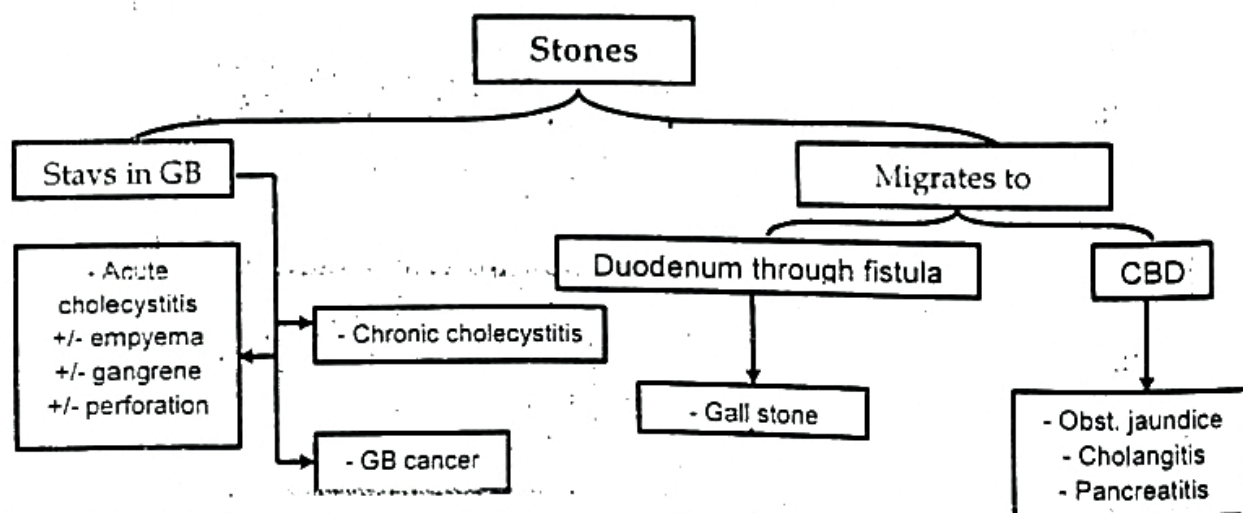 Stones
Stays in GB
Migrates to
- Acute
cholecystitis
+/- empyema
+/- gangrene
+/- perforation
- Chronic cholecystitis
- GB cancer
Duodenum through fistula
CBD
- Gall stone
- Obst. jaundice
- Cholangitis
- Pancreatitis